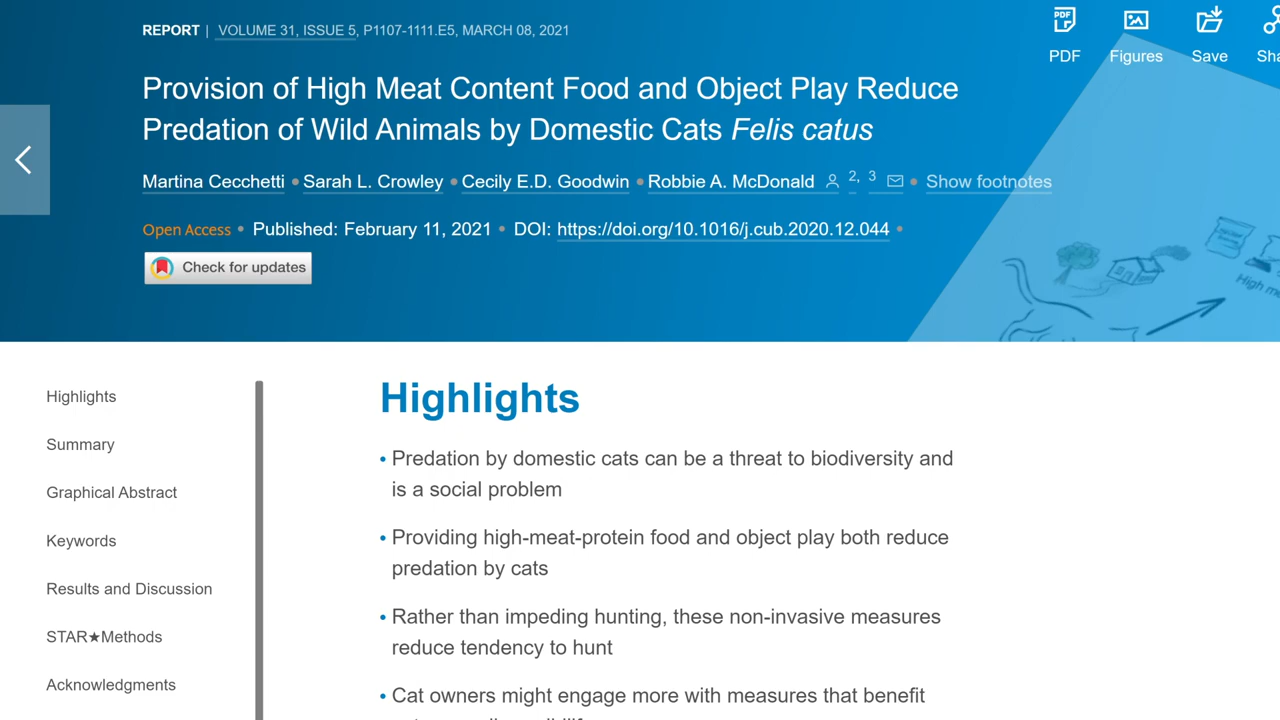 REPORT | VOLUME 31, ISSUE 5, P1107-1111.E5, MARCH 08, 2021
PDF
Figures
Save
Provision of High Meat Content Food and Object Play Reduce
Predation of Wild Animals by Domestic Cats Felis catus
Martina Cecchetti • Sarah L. Crowley • Cecily E.D. Goodwin • Robbie A. McDonald 2, 3 • Show footnotes
Open Access • Published: February 11, 2021 • DOI: https://doi.org/10.1016/j.cub.2020.12.044 •
Check for updates
High
Highlights
Summary
Graphical Abstract
Keywords
Results and Discussion
STAR★Methods
Acknowledgments
Highlights
• Predation by domestic cats can be a threat to biodiversity and
is a social problem
• Providing high-meat-protein food and object play both reduce
predation by cats
• Rather than impeding hunting, these non-invasive measures
reduce tendency to hunt
• Cat owners might engage more with measures that benefit